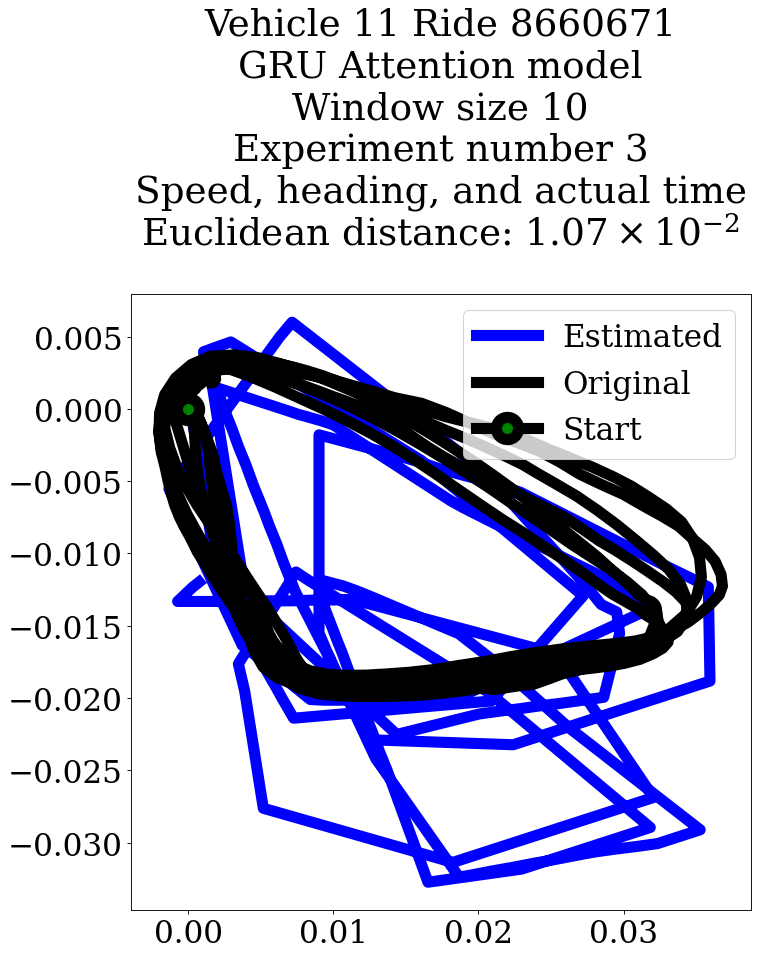 Vehicle 11 Ride 8660671
GRU Attention model
Window size 10
Experiment number 3
Speed, heading, and actual time
Euclidean distance: 1.07 × 10⁻²
Estimated
Original
Start
0.005
0.000
−0.005
−0.010
−0.015
−0.020
−0.025
−0.030
0.00 0.01 0.02 0.03